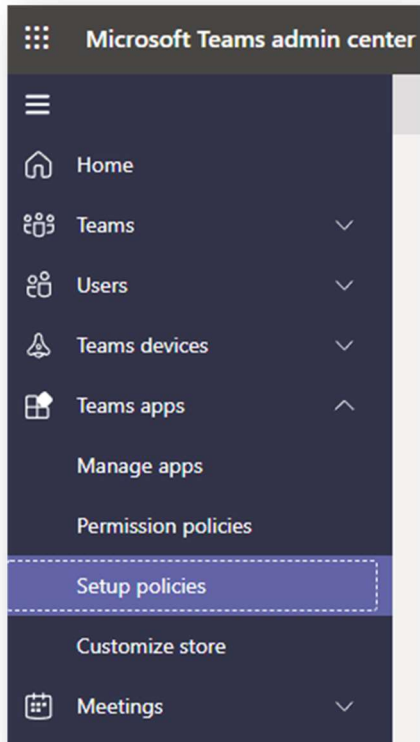 Microsoft Teams admin center
Home
Teams
Users
Teams devices
Teams apps
Manage apps
Permission policies
Setup policies
Customize store
Meetings